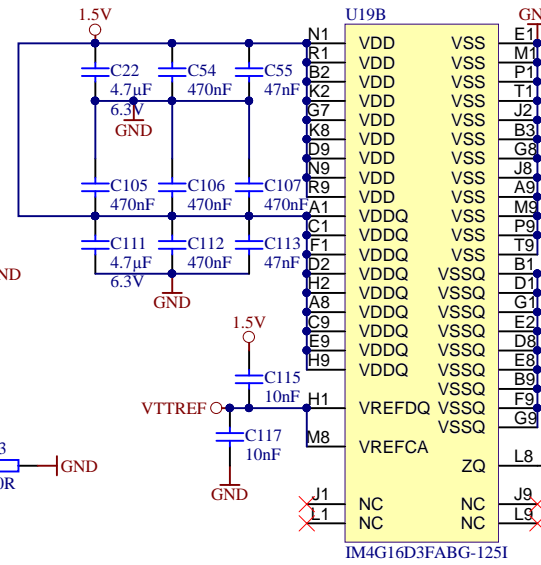 1.5V
U19B
GN
N1 VDD VSS E1
R1 VDD VSS M1
B2 VDD VSS P1
K2 VDD VSS T1
G7 VDD VSS J2
K8 VDD VSS B3
D9 VDD VSS G8
N9 VDD VSS J8
R9 VDD VSS A9
A1 VDDQ VSS M9
C1 VDDQ VSS P9
F1 VDDQ VSS T9
D2 VDDQ VSSQ B1
H2 VDDQ VSSQ D1
A8 VDDQ VSSQ G1
C9 VDDQ VSSQ E2
E9 VDDQ VSSQ D8
H9 VDDQ VSSQ E8
VSSQ B9
H1 VREFDQ VSSQ F9
VSSQ G9
M8 VREFCA
ZQ L8
J1 NC NC J9
L1 NC NC L9
IM4G16D3FABG-125I
C22
4.7µF
6.3V
C54
470nF
C55
47nF
GND
C105
470nF
C106
470nF
C107
470nF
C111
4.7µF
6.3V
C112
470nF
C113
47nF
GND
ND
1.5V
C115
10nF
VTTREF
C117
10nF
GND
3
0R
GND